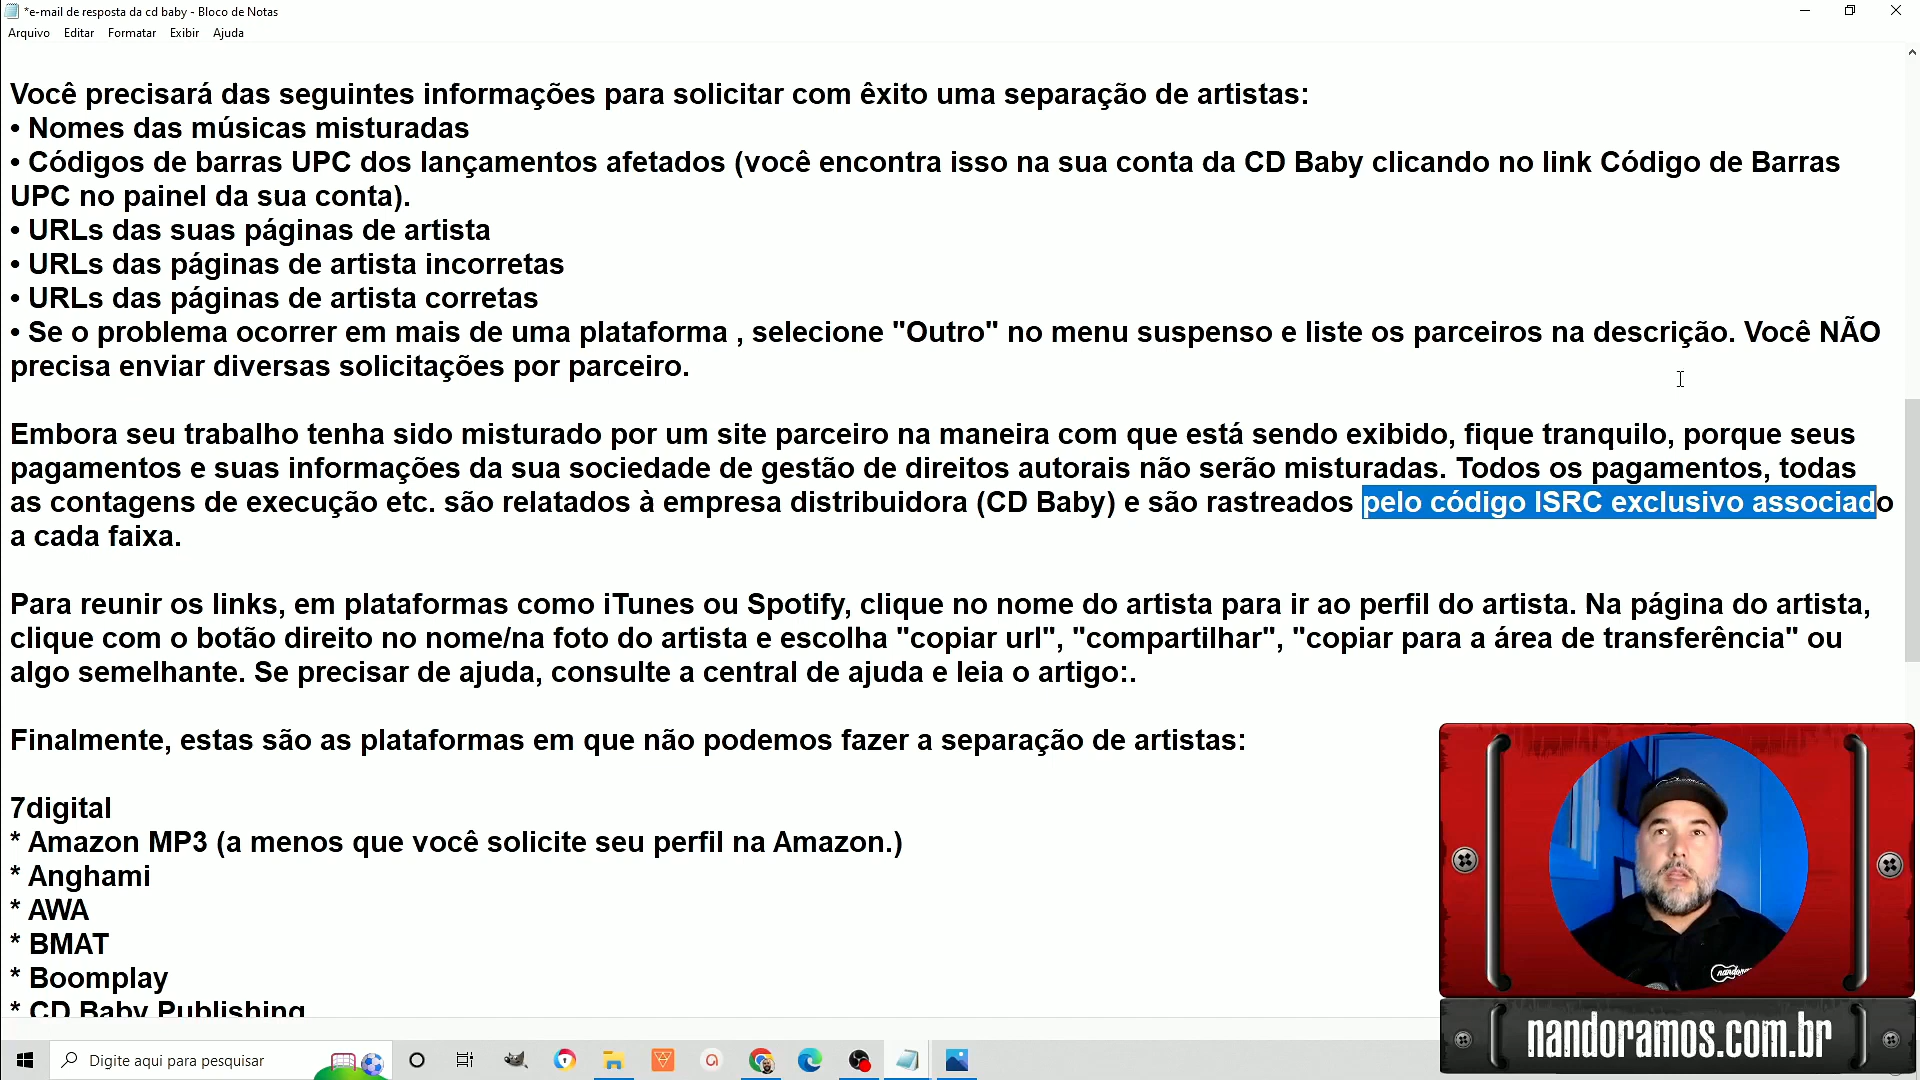 *e-mail de resposta da cd baby - Bloco de Notas
Arquivo Editar Formatar Exibir Ajuda
Você precisará das seguintes informações para solicitar com êxito uma separação de artistas:
• Nomes das músicas misturadas
• Códigos de barras UPC dos lançamentos afetados (você encontra isso na sua conta da CD Baby clicando no link Código de Barras
UPC no painel da sua conta).
• URLs das suas páginas de artista
• URLs das páginas de artista incorretas
• URLs das páginas de artista corretas
• Se o problema ocorrer em mais de uma plataforma , selecione "Outro" no menu suspenso e liste os parceiros na descrição. Você NÃO
precisa enviar diversas solicitações por parceiro.
Embora seu trabalho tenha sido misturado por um site parceiro na maneira com que está sendo exibido, fique tranquilo, porque seus
pagamentos e suas informações da sua sociedade de gestão de direitos autorais não serão misturadas. Todos os pagamentos, todas
as contagens de execução etc. são relatados à empresa distribuidora (CD Baby) e são rastreados pelo código ISRC exclusivo associado
a cada faixa.
Para reunir os links, em plataformas como iTunes ou Spotify, clique no nome do artista para ir ao perfil do artista. Na página do artista,
clique com o botão direito no nome/na foto do artista e escolha "copiar url", "compartilhar", "copiar para a área de transferência" ou
algo semelhante. Se precisar de ajuda, consulte a central de ajuda e leia o artigo:.
Finalmente, estas são as plataformas em que não podemos fazer a separação de artistas:
7digital
* Amazon MP3 (a menos que você solicite seu perfil na Amazon.)
* Anghami
* AWA
* BMAT
* Boomplay
* CD Baby Publishing
nandoramos.com.br
Digite aqui para pesquisar